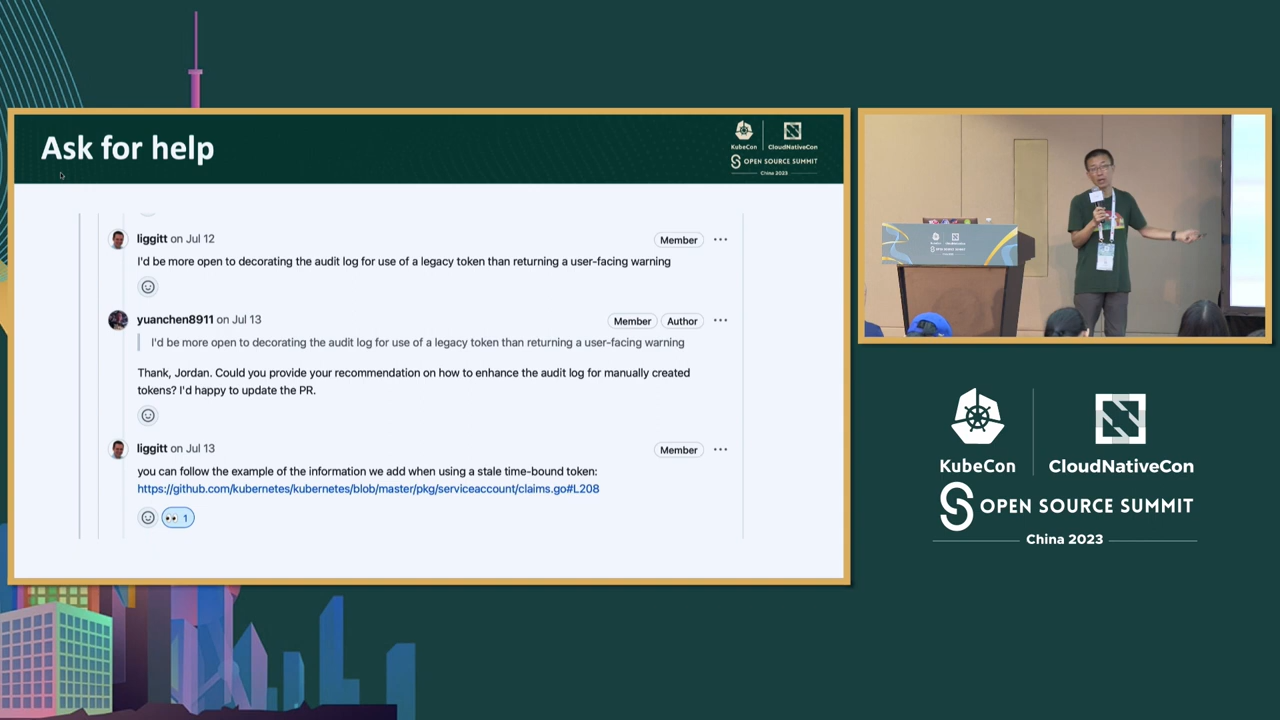 Ask for help
KubeCon
CloudNativeCon
OPEN SOURCE SUMMIT
China 2023
liggitt on Jul 12
Member
I'd be more open to decorating the audit log for use of a legacy token than returning a user-facing warning
yuanchen8911 on Jul 13
Member
Author
I'd be more open to decorating the audit log for use of a legacy token than returning a user-facing warning
Thank, Jordan. Could you provide your recommendation on how to enhance the audit log for manually created
tokens? I'd happy to update the PR.
liggitt on Jul 13
Member
you can follow the example of the information we add when using a stale time-bound token:
https://github.com/kubernetes/kubernetes/blob/master/pkg/serviceaccount/claims.go#L208
1
KubeCon
CloudNativeCon
OPEN SOURCE SUMMIT
China 2023